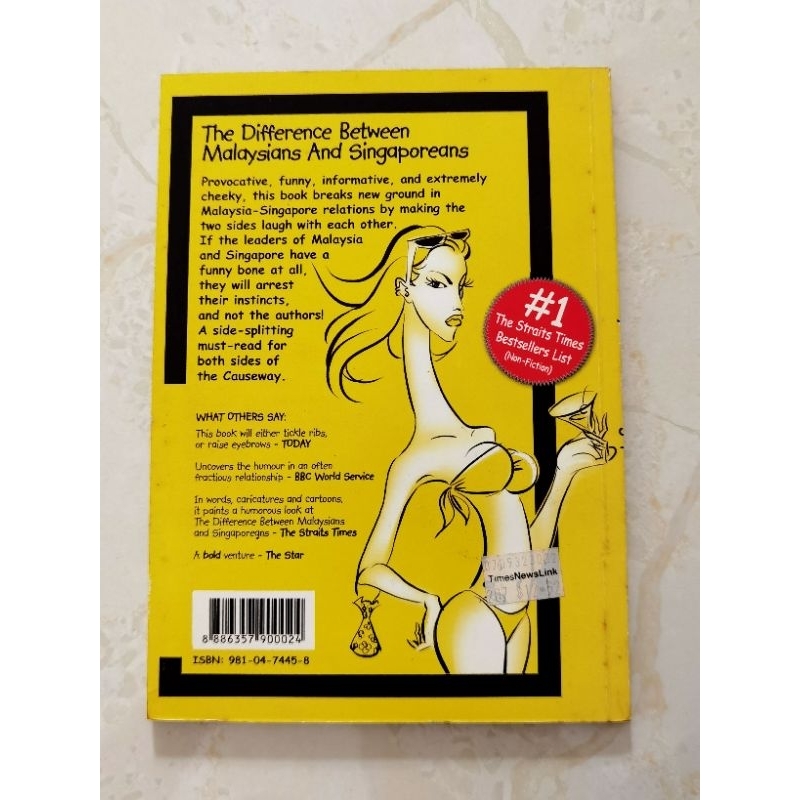 The Difference Between
Malaysians And Singaporeans
Provocative, funny, informative, and extremely
cheeky, this book breaks new ground in
Malaysia-Singapore relations by making the
two sides laugh with each other.
If the leaders of Malaysia
and Singapore have a
funny bone at all,
they will arrest
their instincts,
and not the authors!
A side-splitting
must-read for
both sides of
the Causeway.
#1
The Straits Times
Bestsellers List
(Non-Fiction)
WHAT OTHERS SAY:
This book will either tickle ribs,
or raise eyebrows - TODAY
Uncovers the humour in an often
fractious relationship - BBC World Service
In words, caricatures and cartoons,
it paints a humorous look at
The Difference Between Malaysians
and Singaporegns - The Straits Times
A bold venture - The Star
TimesNewsLink
8 886357 900024
ISBN: 981-04-7445-8